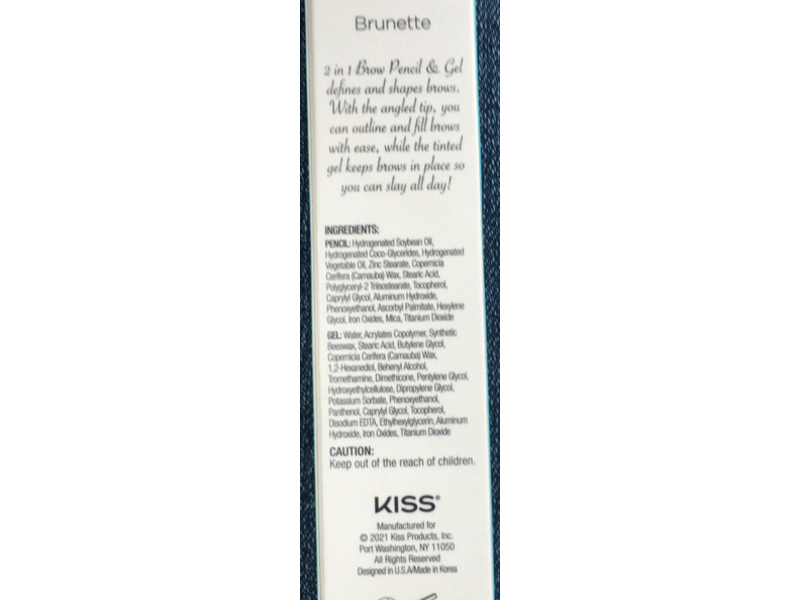 Brunette
2 in 1 Brow Pencil & Gel
defines and shapes brows.
With the angled tip, you
can outline and fill brows
with ease, while the tinted
gel keeps brows in place so
you can slay all day!
INGREDIENTS:
PENCIL: Hydrogenated Soybean Oil,
Hydrogenated Coco-Glycerides, Hydrogenated
Vegetable Oil, Zinc Stearate, Copernicia
Cerifera (Carnauba) Wax, Stearic Acid,
Polyglyceryl-2 Triisostearate, Tocopherol,
Caprylyl Glycol, Aluminum Hydroxide,
Phenoxyethanol, Ascorbyl Palmitate, Hexylene
Glycol, Iron Oxides, Mica, Titanium Dioxide
GEL: Water, Acrylates Copolymer, Synthetic
Beeswax, Stearic Acid, Butylene Glycol,
Copernicia Cerifera (Carnauba) Wax,
1,2-Hexanediol, Behenyl Alcohol,
Tromethamine, Dimethicone, Pentylene Glycol,
Hydroxyethylcellulose, Dipropylene Glycol,
Potassium Sorbate, Phenoxyethanol,
Panthenol, Caprylyl Glycol, Tocopherol,
Disodium EDTA, Ethylhexylglycerin, Aluminum
Hydroxide, Iron Oxides, Titanium Dioxide
CAUTION:
Keep out of the reach of children.
KISS®
Manufactured for
© 2021 Kiss Products, Inc.
Port Washington, NY 11050
All Rights Reserved
Designed in U.S.A/Made in Korea